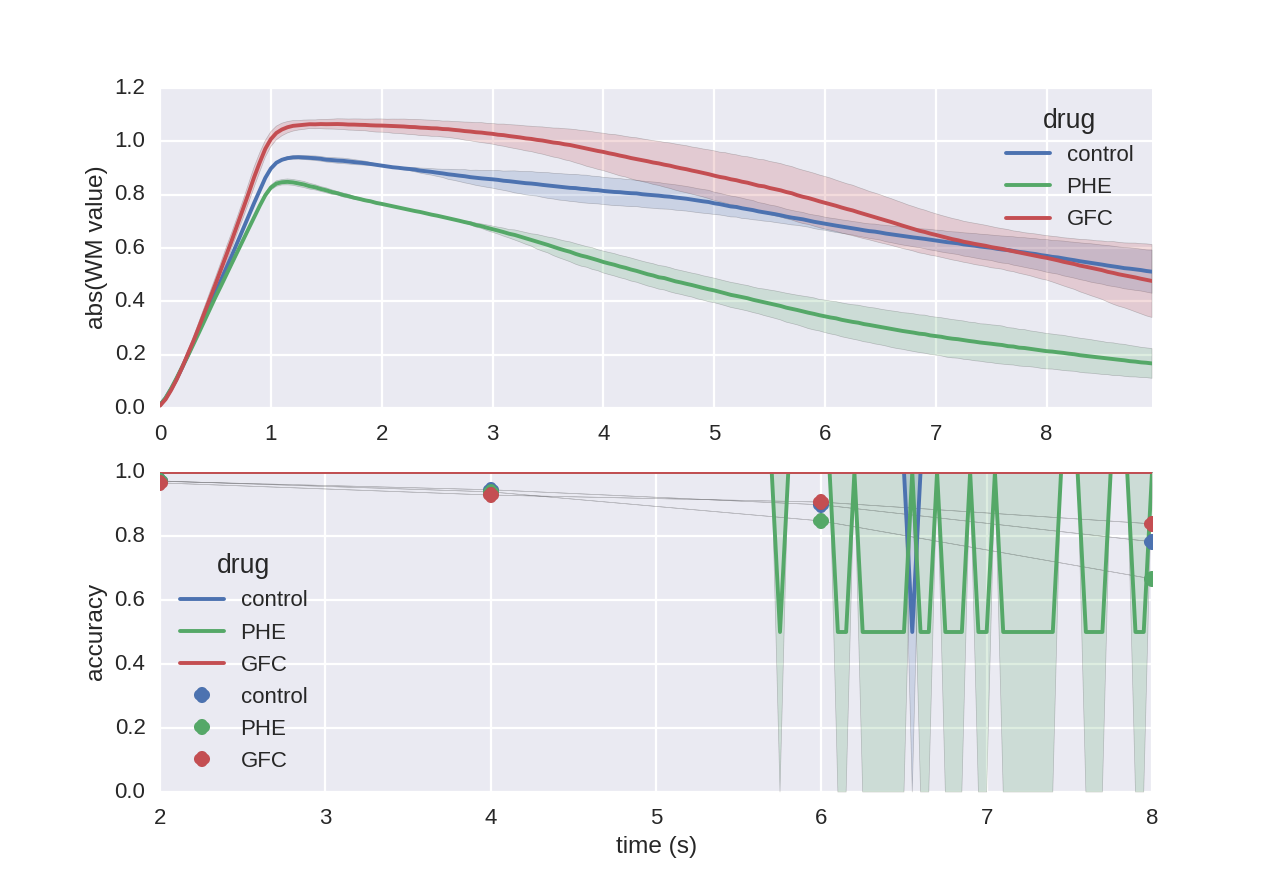 1.2
1.0
0.8
0.6
0.4
0.2
0.0
abs(WM value)
drug
control
PHE
GFC
0 1 2 3 4 5 6 7 8
1.0
0.8
0.6
0.4
0.2
0.0
accuracy
drug
control
PHE
GFC
control
PHE
GFC
2 3 4 5 6 7 8
time (s)